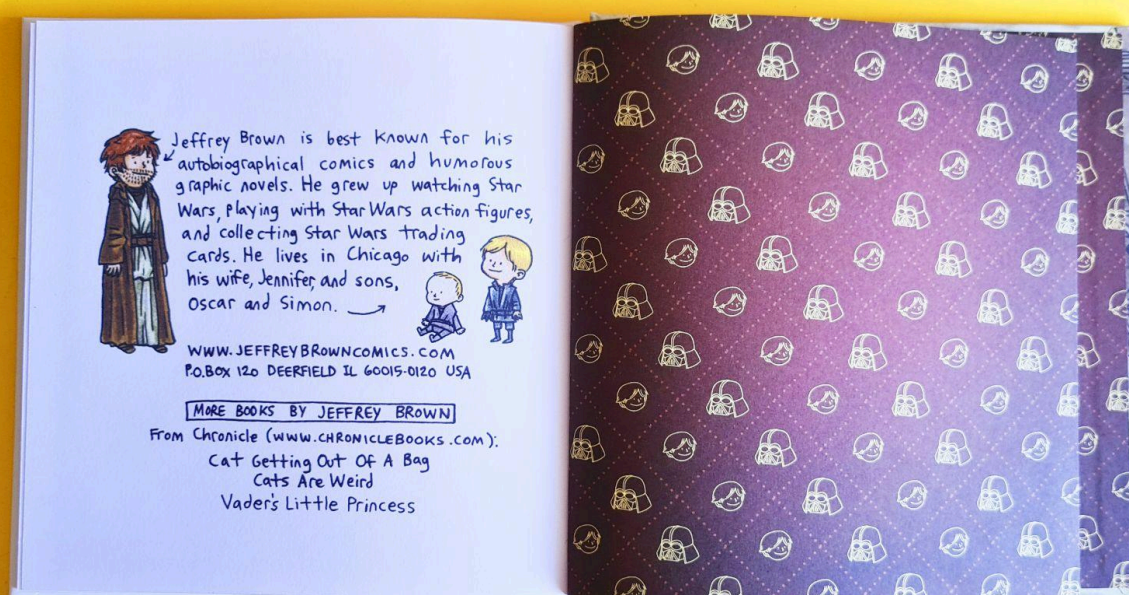 Jeffrey Brown is best known for his
autobiographical comics and humorous
graphic novels. He grew up watching Star
Wars, playing with Star Wars action figures,
and collecting Star Wars trading
cards. He lives in Chicago with
his wife, Jennifer, and sons,
Oscar and Simon.
WWW.JEFFREYBROWNCOMICS.COM
P.O.BOX 120 DEERFIELD IL 60015-0120 USA
MORE BOOKS BY JEFFREY BROWN
From Chronicle (WWW.CHRONICLEBOOKS.COM):
Cat Getting Out Of A Bag
Cats Are Weird
Vader's Little Princess